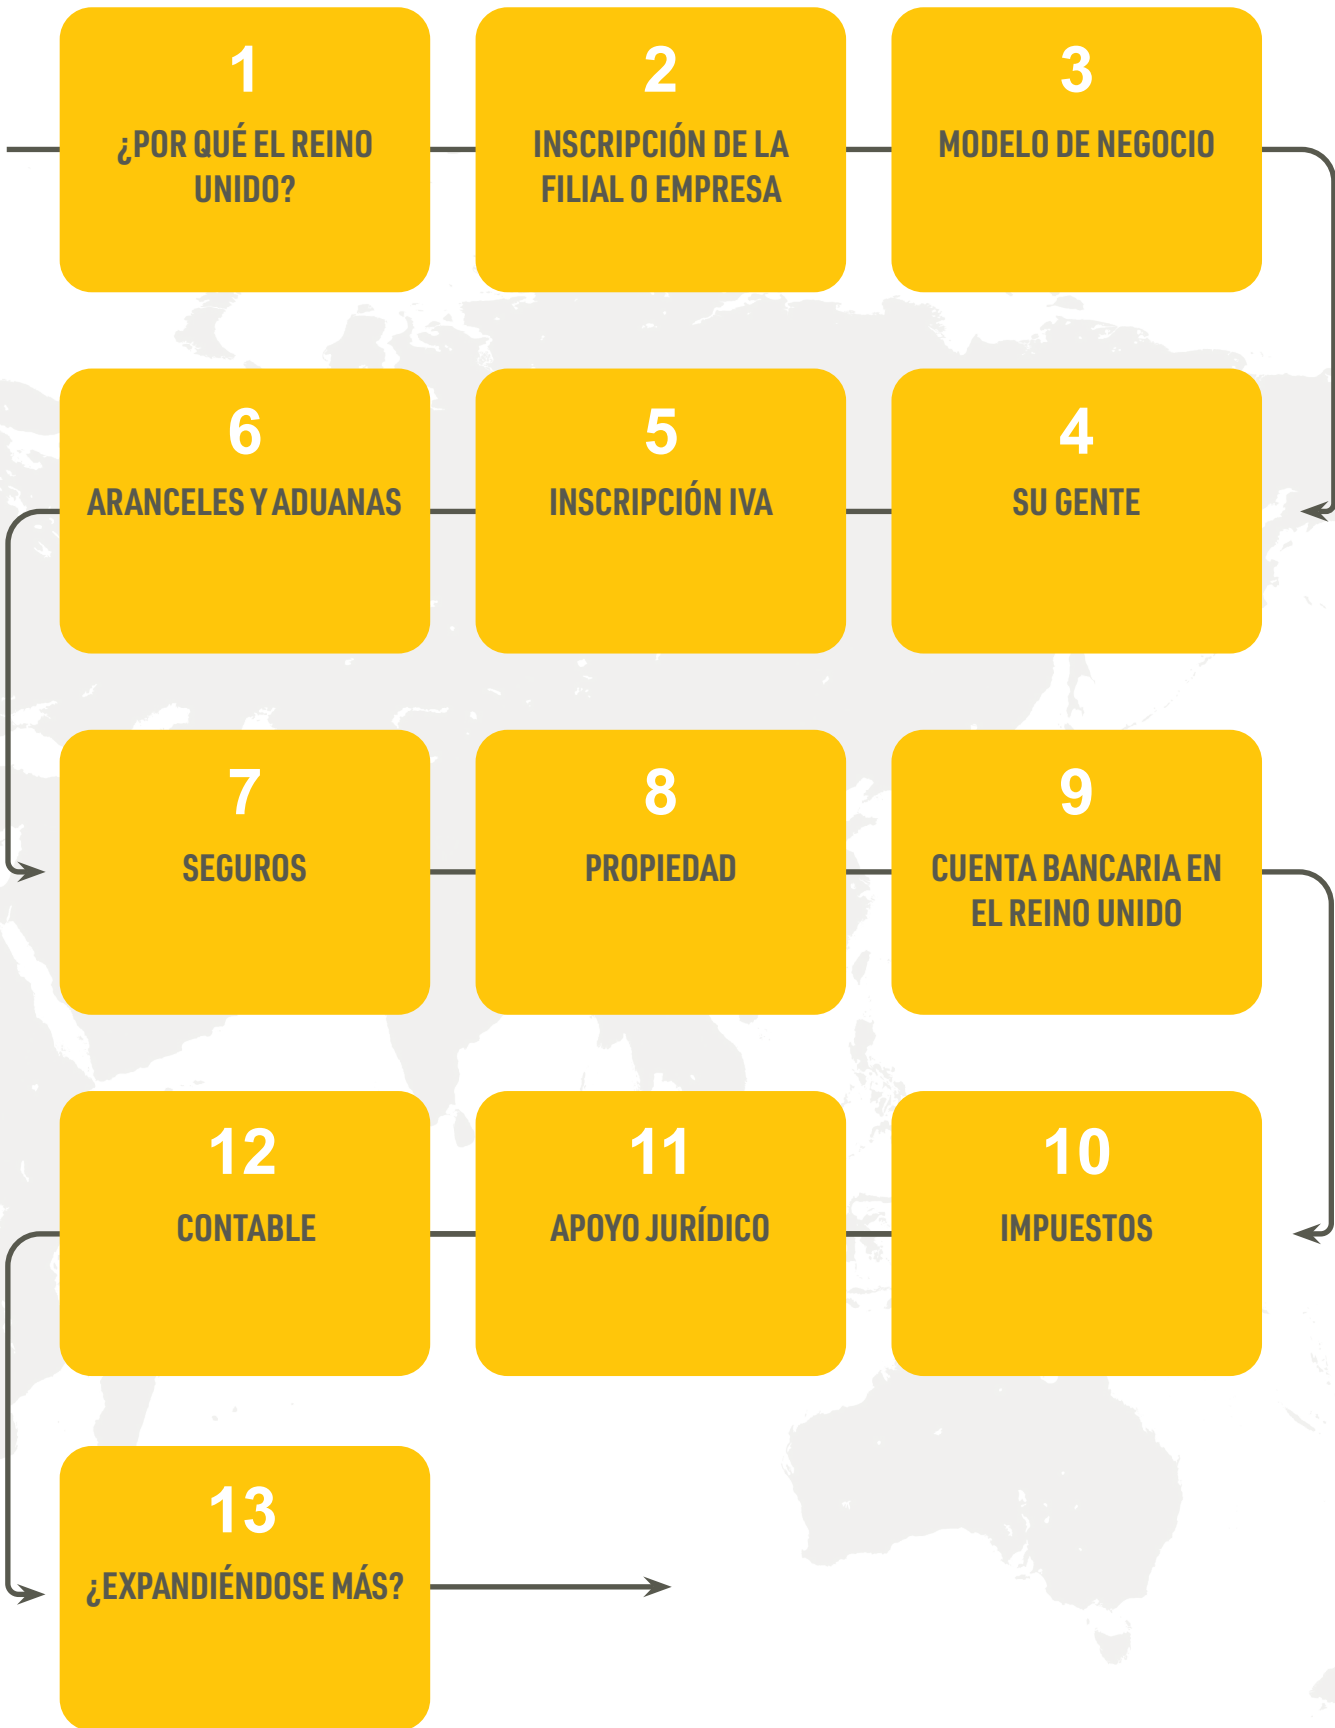 1
¿POR QUÉ EL REINO
UNIDO?
2
INSCRIPCIÓN DE LA
FILIAL O EMPRESA
3
MODELO DE NEGOCIO
4
SU GENTE
5
INSCRIPCIÓN IVA
6
ARANCELES Y ADUANAS
7
SEGUROS
8
PROPIEDAD
9
CUENTA BANCARIA EN
EL REINO UNIDO
10
IMPUESTOS
11
APOYO JURÍDICO
12
CONTABLE
13
¿EXPANDIÉNDOSE MÁS?